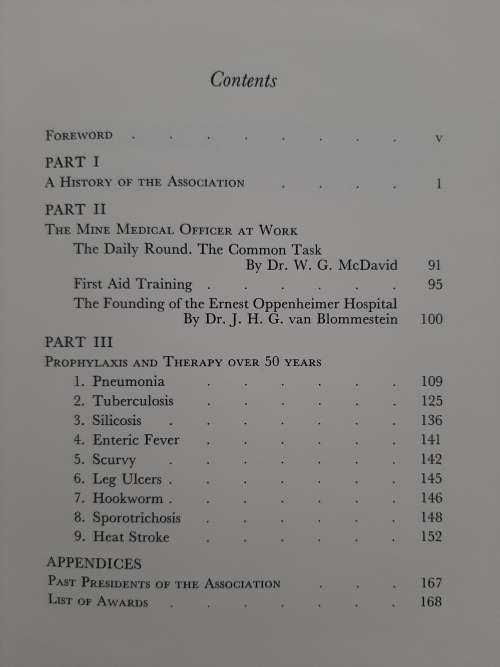 Contents
FOREWORD . . . . . . . . v
PART I
A HISTORY OF THE ASSOCIATION . . . . 1
PART II
THE MINE MEDICAL OFFICER AT WORK
The Daily Round. The Common Task
By Dr. W. G. McDavid 91
First Aid Training . . . . . . 95
The Founding of the Ernest Oppenheimer Hospital
By Dr. J. H. G. van Blommestein 100
PART III
PROPHYLAXIS AND THERAPY OVER 50 YEARS
1. Pneumonia . . . . . . 109
2. Tuberculosis . . . . . . 125
3. Silicosis . . . . . . . 136
4. Enteric Fever . . . . . . 141
5. Scurvy . . . . . . . 142
6. Leg Ulcers . . . . . . . 145
7. Hookworm . . . . . . . 146
8. Sporotrichosis . . . . . . 148
9. Heat Stroke . . . . . . 152
APPENDICES
PAST PRESIDENTS OF THE ASSOCIATION . . . 167
LIST OF AWARDS . . . . . . . 168